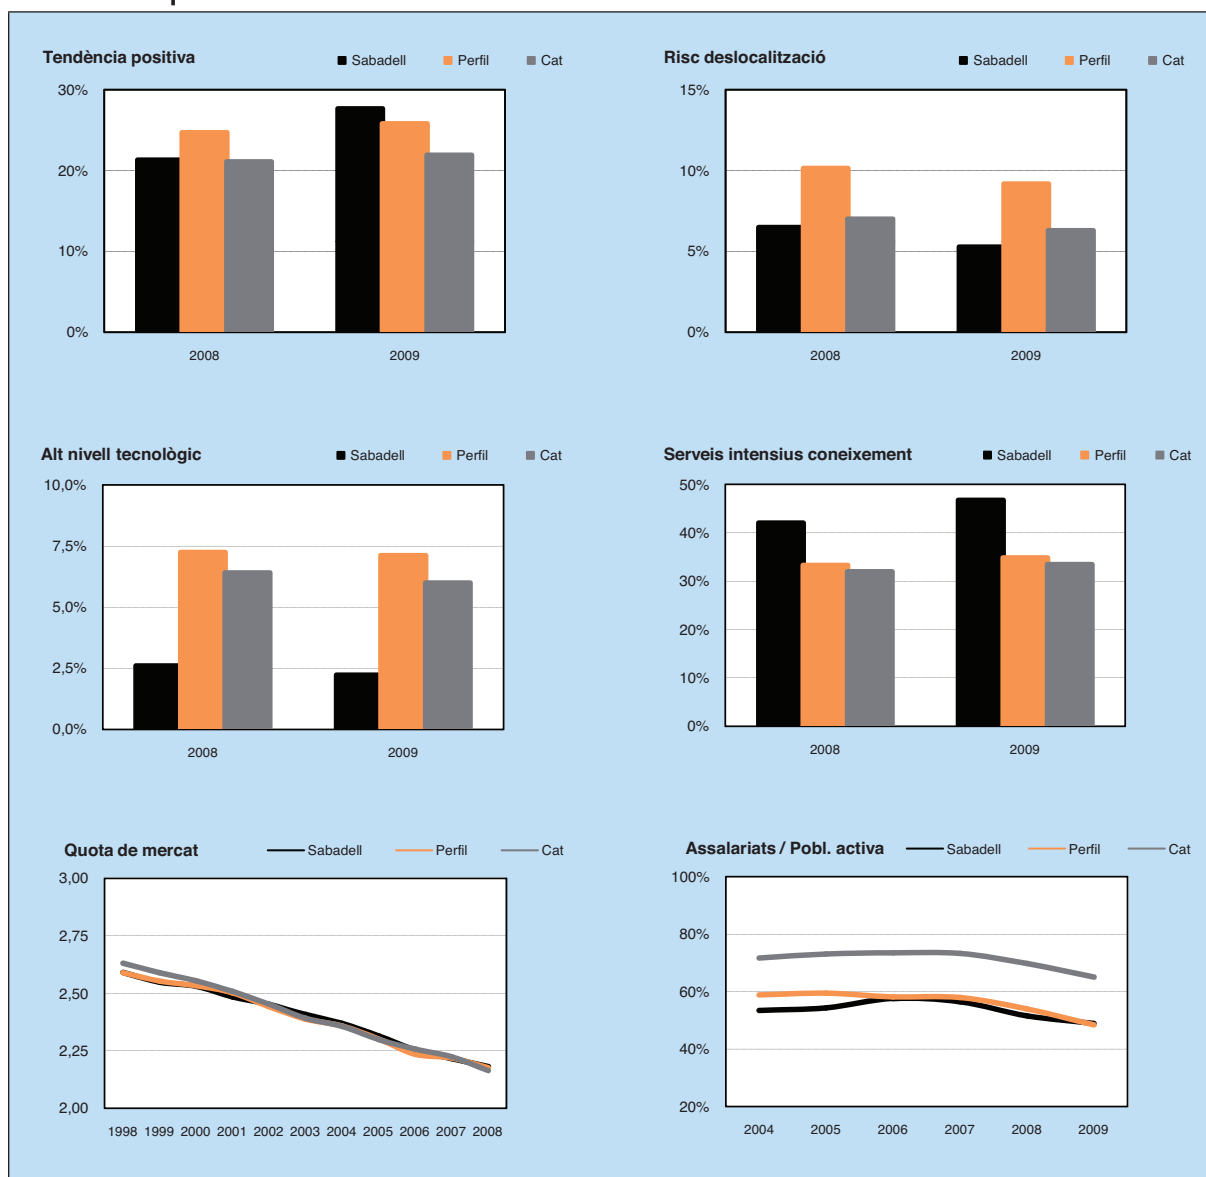 Tendència positiva
Sabadell Perfil Cat
30%
20%
10%
0%
2008 2009
Risc deslocalització
Sabadell Perfil Cat
15%
10%
5%
0%
2008 2009
Alt nivell tecnològic
Sabadell Perfil Cat
10,0%
7,5%
5,0%
2,5%
0,0%
2008 2009
Serveis intensius coneixement
Sabadell Perfil Cat
50%
40%
30%
20%
10%
0%
2008 2009
Quota de mercat
Sabadell Perfil Cat
3,00
2,75
2,50
2,25
2,00
1998 1999 2000 2001 2002 2003 2004 2005 2006 2007 2008
Assalariats / Pobl. activa
Sabadell Perfil Cat
100%
80%
60%
40%
20%
2004 2005 2006 2007 2008 2009